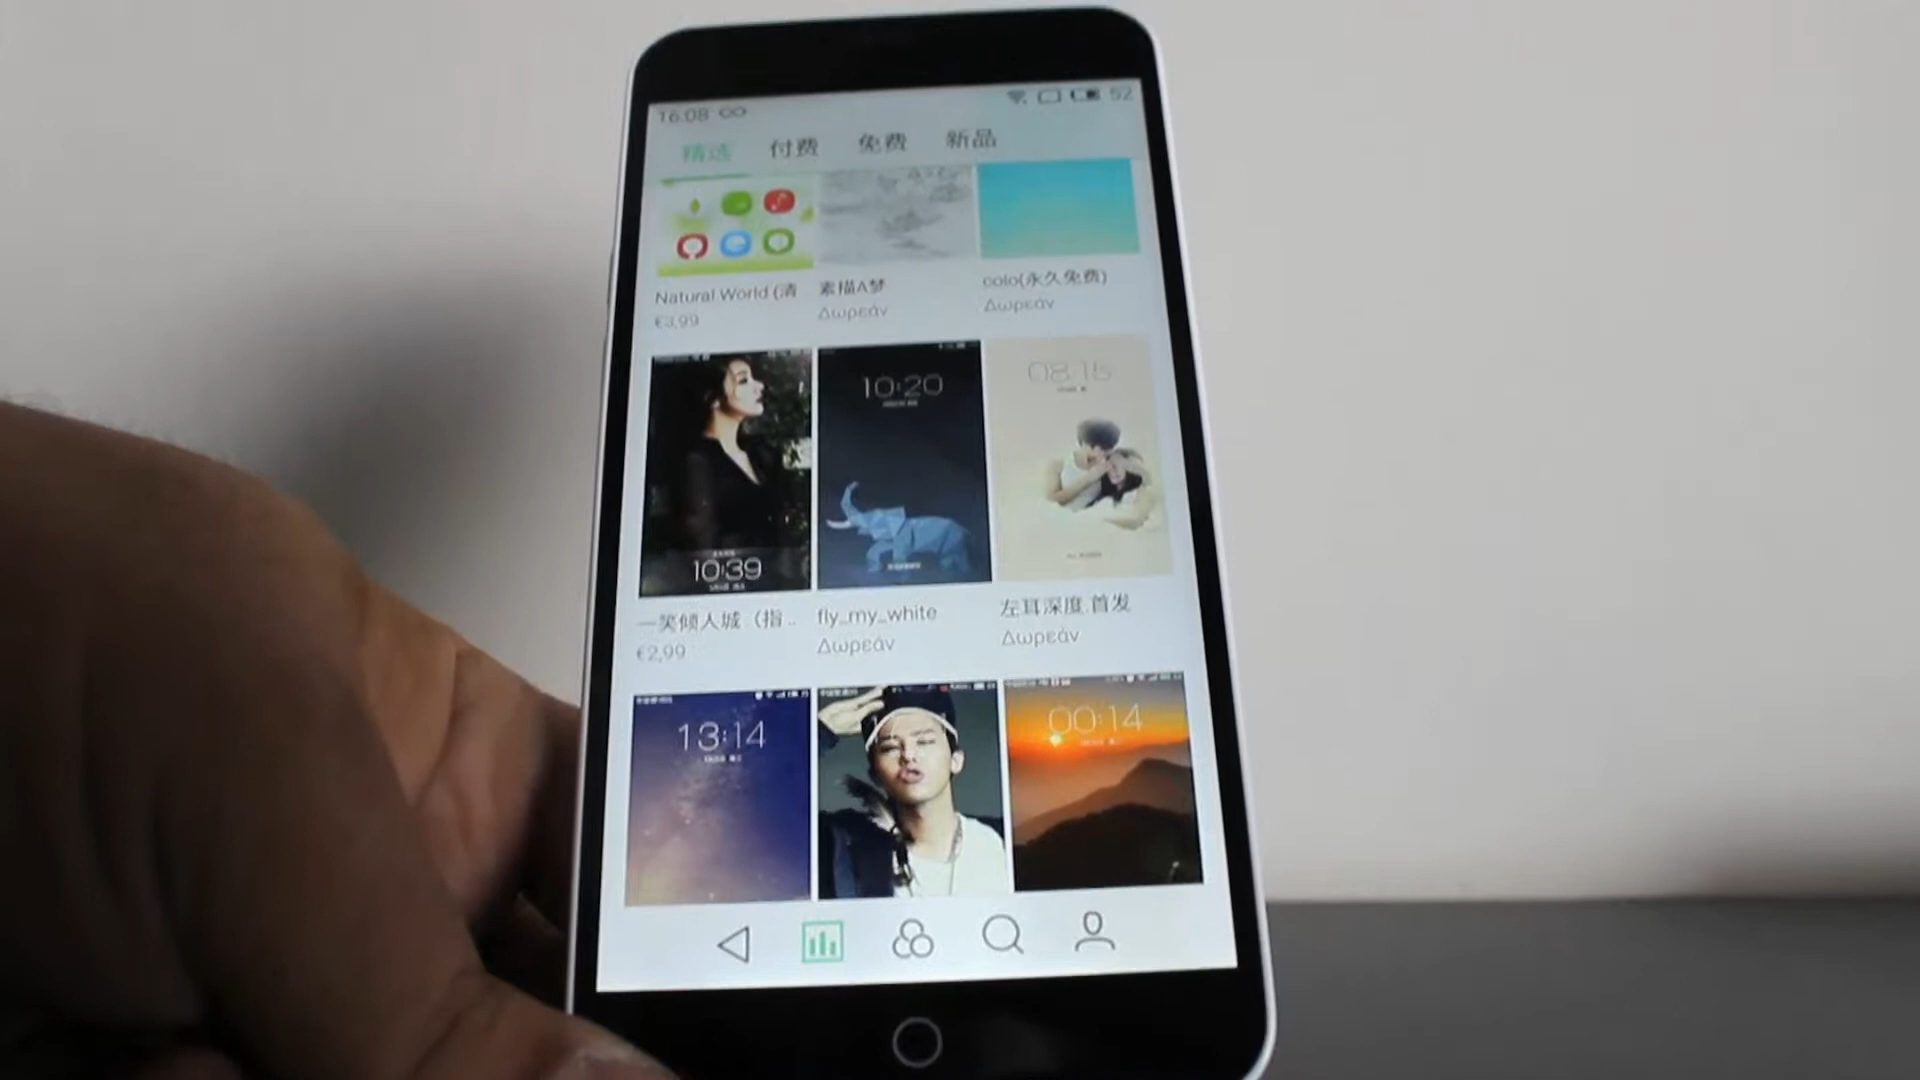 16:08 52
精选 付费 免费 新品
Natural World (清 素描A梦 colo(永久免费)
€3,99 Δωρεάν Δωρεάν
10:20 08:15
10:39
一笑倾人城（指.. fly_my_white 左耳深度.首发
€2,99 Δωρεάν Δωρεάν
13:14 00:14